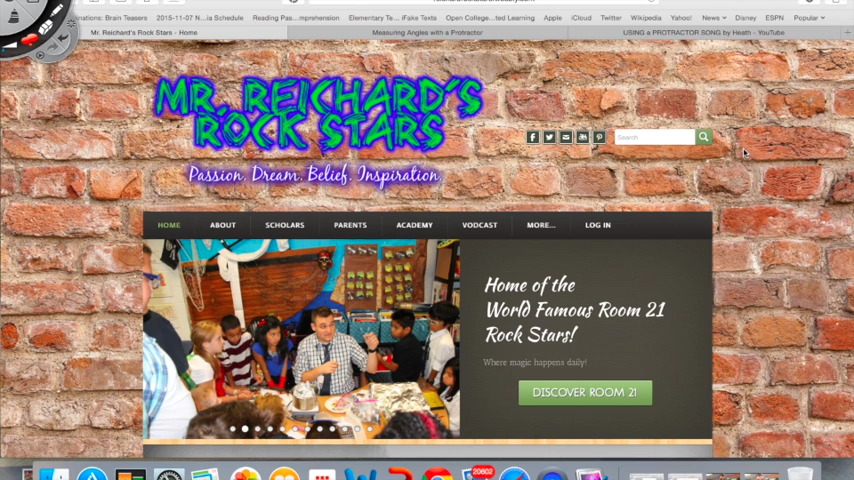 nations: Brain Teasers 2015-11-07 N...ia Schedule Reading Pas...mprehension Elementary Te... iFake Texts Open College...ted Learning Apple iCloud Twitter Wikipedia Yahoo! News Disney ESPN Popular
Mr. Reichard's Rock Stars - Home Measuring Angles with a Protractor USING a PROTRACTOR SONG by Heath - YouTube
MR. REICHARD'S
ROCK STARS
Passion. Dream. Belief. Inspiration.
Search
HOME ABOUT SCHOLARS PARENTS ACADEMY VODCAST MORE... LOG IN
Home of the
World Famous Room 21
Rock Stars!
Where magic happens daily!
DISCOVER ROOM 21
20602